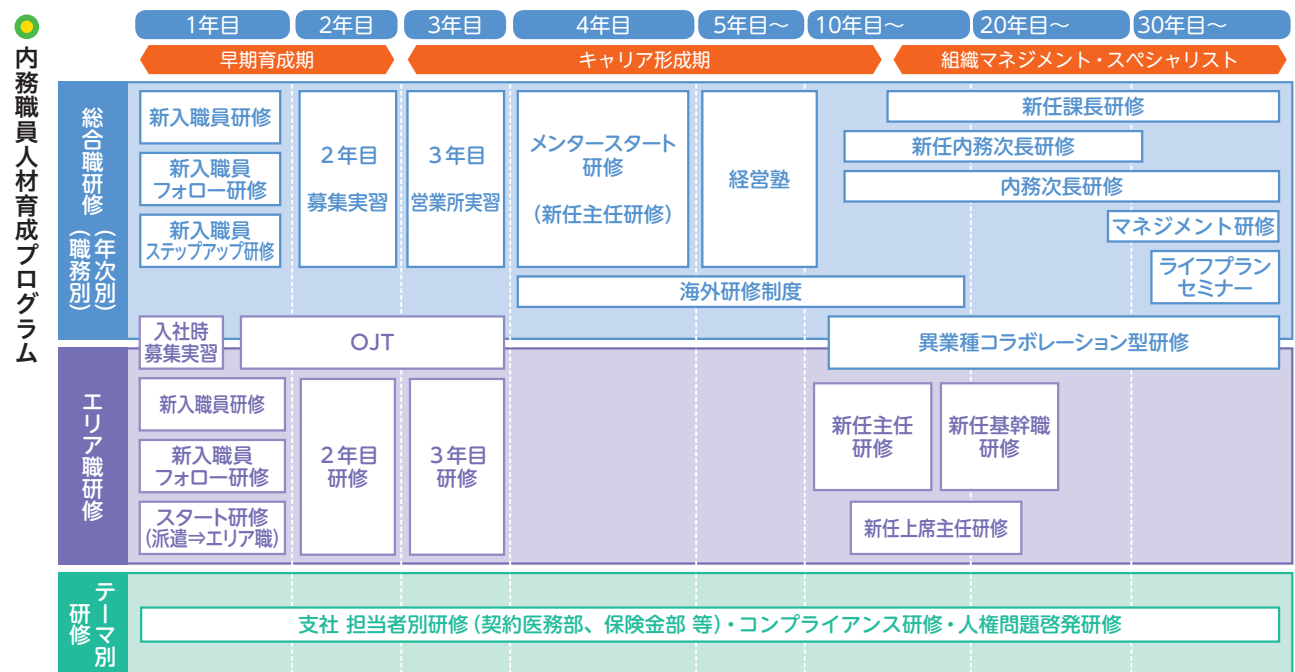 内務職員人材育成プログラム
1年目
2年目
3年目
4年目
5年目～
10年目～
20年目～
30年目～
早期育成期
キャリア形成期
組織マネジメント・スペシャリスト
総合職研修
(年次別)
(職務別)
新入職員研修
新入職員
フォロー研修
新入職員
ステップアップ研修
2年目
募集実習
3年目
営業所実習
メンタースタート
研修
(新任主任研修)
経営塾
新任課長研修
新任内務次長研修
内務次長研修
マネジメント研修
ライフプラン
セミナー
海外研修制度
入社時
募集実習
OJT
異業種コラボレーション型研修
エリア職研修
新入職員研修
新入職員
フォロー研修
スタート研修
(派遣⇒エリア職)
2年目
研修
3年目
研修
新任主任
研修
新任基幹職
研修
新任上席主任研修
テーマ別
研修
支社 担当者別研修(契約医務部、保険金部 等)・コンプライアンス研修・人権問題啓発研修